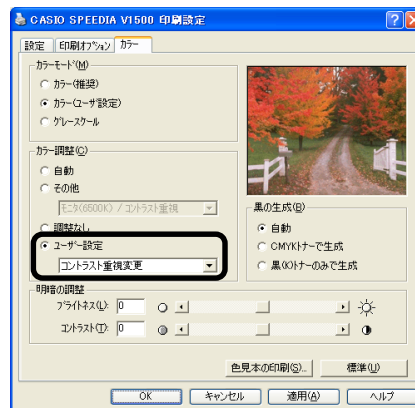 CASIO SPEEDIA V1500 印刷設定
設定 印刷オプション カラー
カラーモード(M)
カラー(推奨)
カラー(ユーザ設定)
グレースケール
カラー調整(C)
自動
その他
モニタ(6500K) / コントラスト重視
調整なし
ユーザー設定
コントラスト重視変更
黒の生成(B)
自動
CMYKトナーで生成
黒(K)トナーのみで生成
明暗の調整
ブライトネス(L): 0
コントラスト(T): 0
色見本の印刷(S)... 標準(U)
OK キャンセル 適用(A) ヘルプ